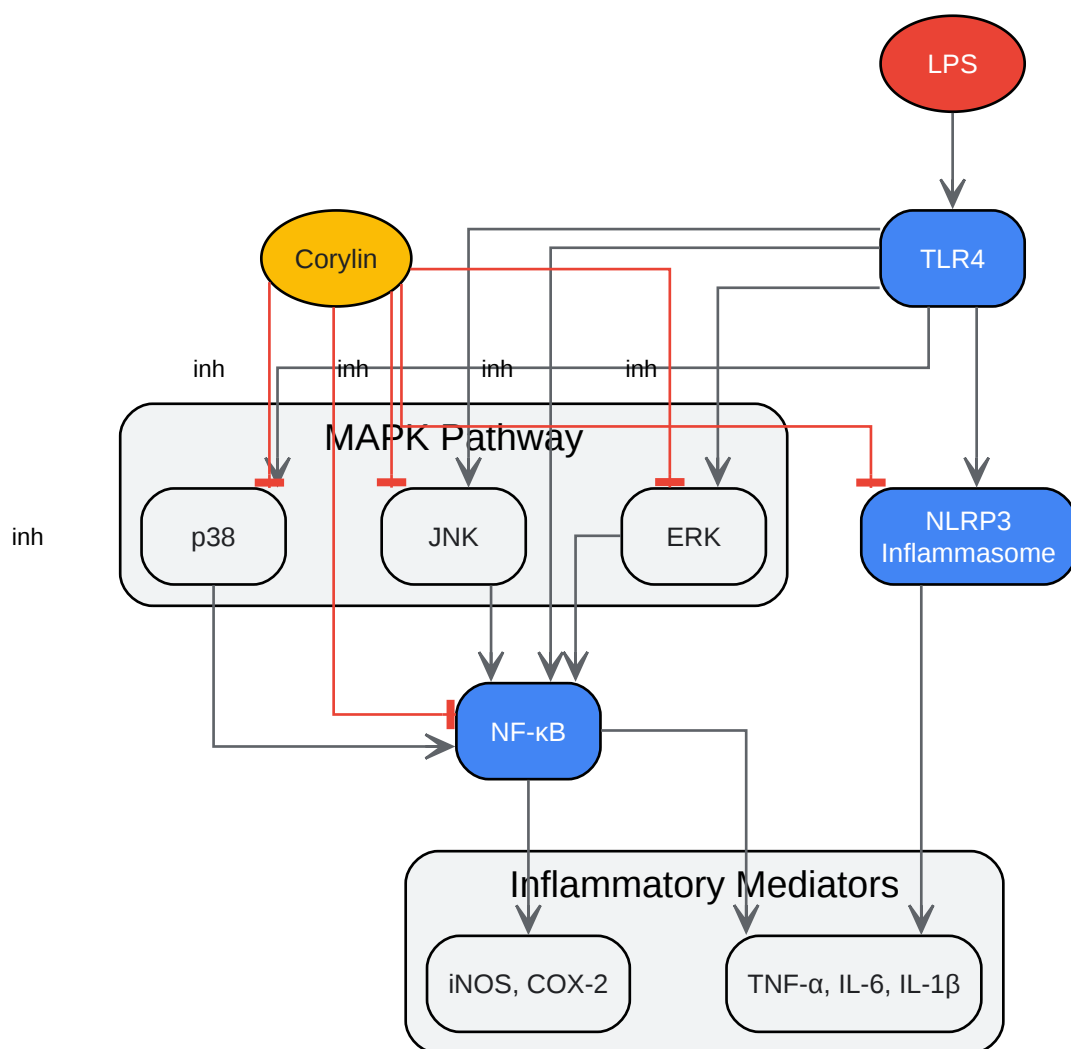 LPS
TLR4
Corylin
inh
inh
inh
inh
MAPK Pathway
p38
JNK
ERK
NLRP3
Inflammasome
inh
NF-κB
Inflammatory Mediators
iNOS, COX-2
TNF-α, IL-6, IL-1β